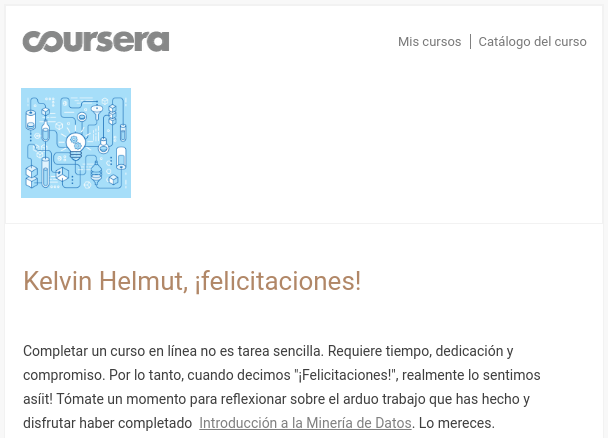 coursera
Mis cursos | Catálogo del curso
Kelvin Helmut, ¡felicitaciones!
Completar un curso en línea no es tarea sencilla. Requiere tiempo, dedicación y
compromiso. Por lo tanto, cuando decimos "¡Felicitaciones!", realmente lo sentimos
asíit! Tómate un momento para reflexionar sobre el arduo trabajo que has hecho y
disfrutar haber completado Introducción a la Minería de Datos. Lo mereces.